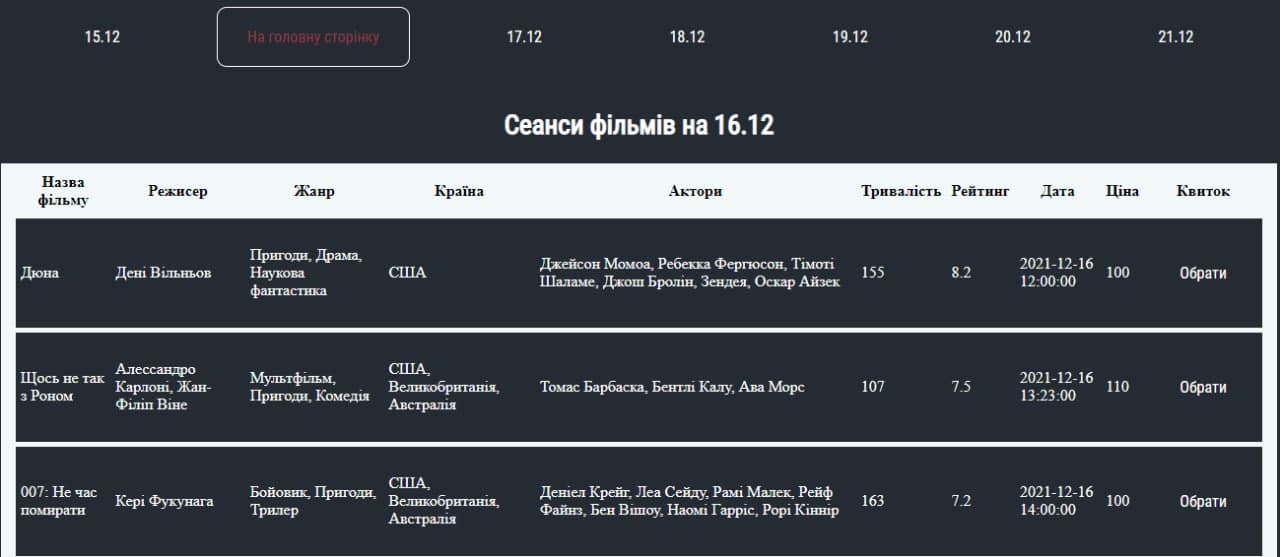 15.12 На головну сторінку 17.12 18.12 19.12 20.12 21.12
Сеанси фільмів на 16.12
Назва фільму Режисер Жанр Країна Актори Тривалість Рейтинг Дата Ціна Квиток
Дюна Дені Вільньов Пригоди, Драма, Наукова фантастика США Джейсон Момоа, Ребекка Фергюсон, Тімоті Шаламе, Джош Бролін, Зендея, Оскар Айзек 155 8.2 2021-12-16 12:00:00 100 Обрати
Щось не так з Роном Алессандро Карлоні, Жан-Філіп Віне Мультфільм, Пригоди, Комедія США, Великобританія, Австралія Томас Барбаска, Бентлі Калу, Ава Морс 107 7.5 2021-12-16 13:23:00 110 Обрати
007: Не час помирати Кері Фукунага Бойовик, Пригоди, Трилер США, Великобританія, Австралія Деніел Крейг, Леа Сейду, Рамі Малек, Рейф Файнз, Бен Вішоу, Наомі Гарріс, Рорі Кіннір 163 7.2 2021-12-16 14:00:00 100 Обрати